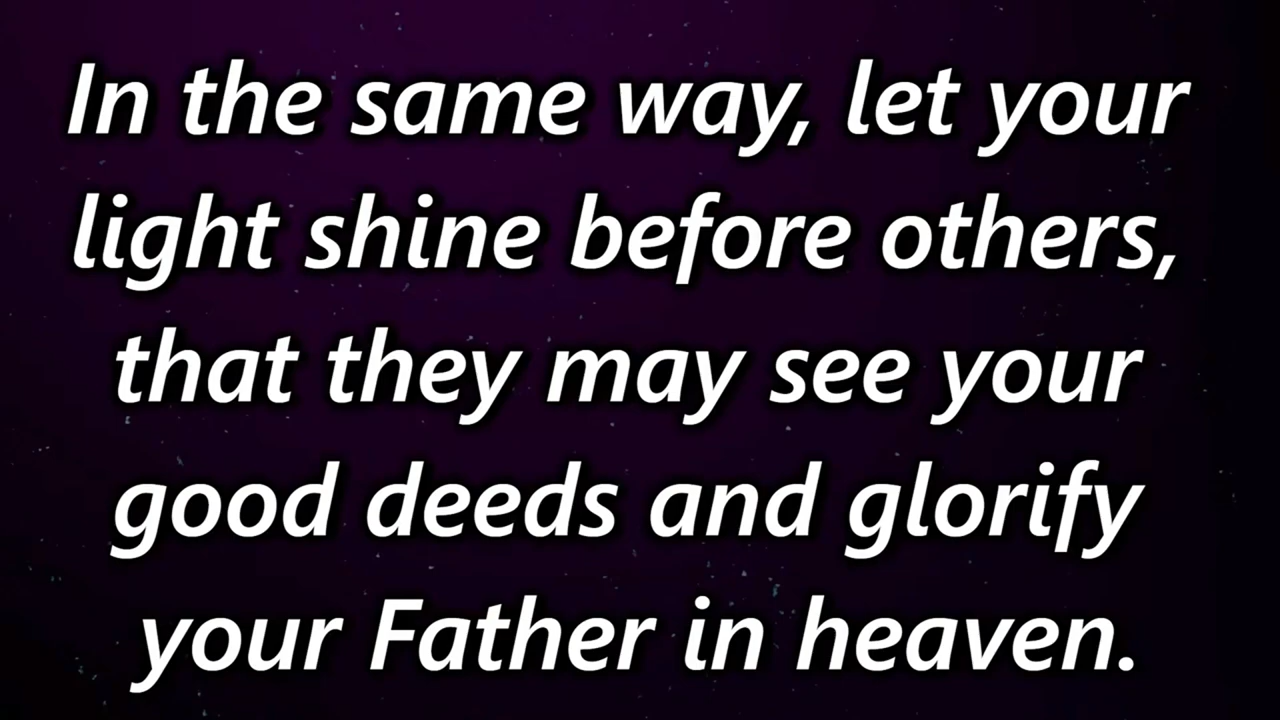 In the same way, let your
light shine before others,
that they may see your
good deeds and glorify
your Father in heaven.